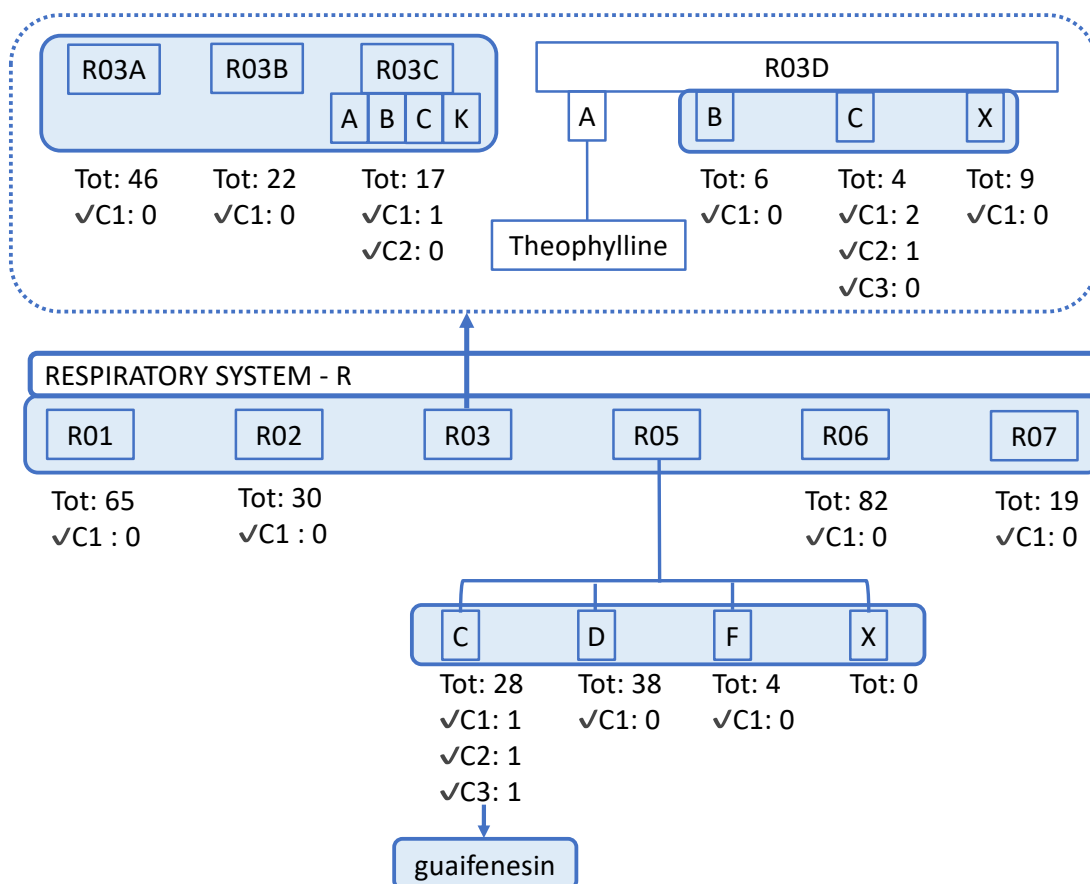 R03A R03B R03C R03D
A B C K A B C X
Tot: 46 Tot: 22 Tot: 17 Tot: 6 Tot: 4 Tot: 9
✓C1: 0 ✓C1: 0 ✓C1: 1 ✓C1: 0 ✓C1: 2 ✓C1: 0
✓C2: 0 Theophylline ✓C2: 1
✓C3: 0
RESPIRATORY SYSTEM - R
R01 R02 R03 R05 R06 R07
Tot: 65 Tot: 30 Tot: 82 Tot: 19
✓C1 : 0 ✓C1 : 0 ✓C1: 0 ✓C1: 0
C D F X
Tot: 28 Tot: 38 Tot: 4 Tot: 0
✓C1: 1 ✓C1: 0 ✓C1: 0
✓C2: 1
✓C3: 1
guaifenesin